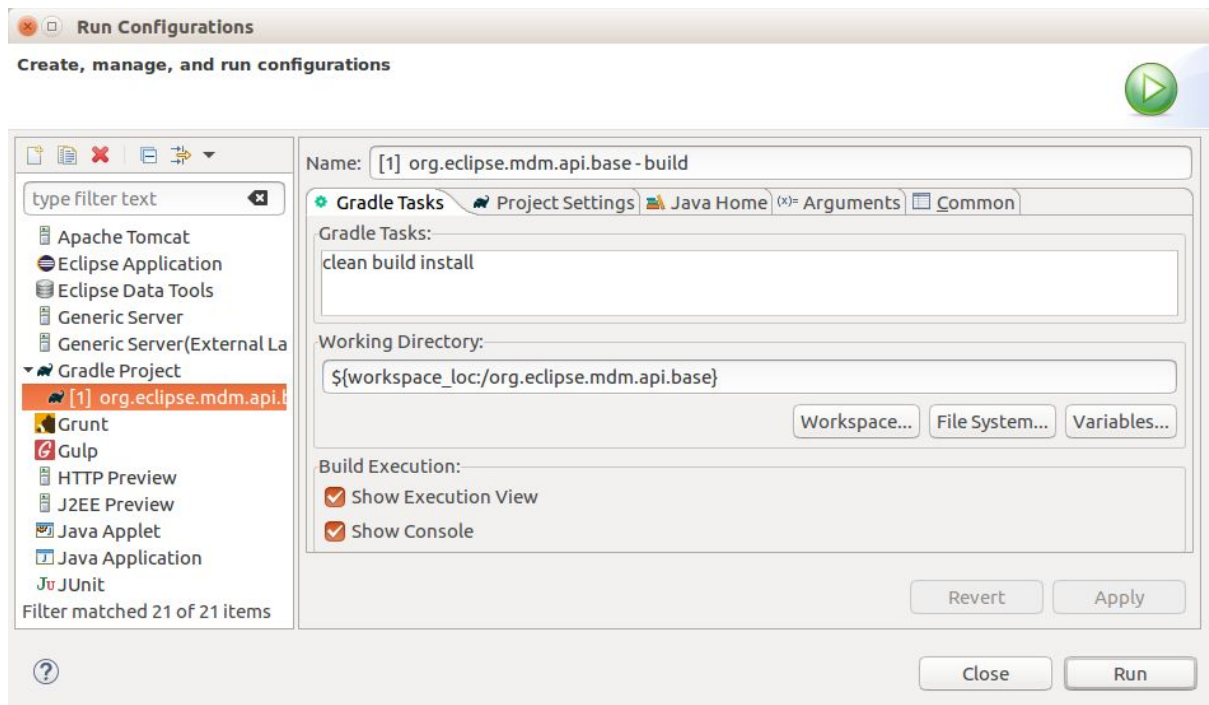 Run Configurations
Create, manage, and run configurations
type filter text
Apache Tomcat
Eclipse Application
Eclipse Data Tools
Generic Server
Generic Server(External La
Gradle Project
[1] org.eclipse.mdm.api.b
Grunt
Gulp
HTTP Preview
J2EE Preview
Java Applet
Java Application
Ju JUnit
Filter matched 21 of 21 items
Name: [1] org.eclipse.mdm.api.base - build
Gradle Tasks Project Settings Java Home (x)= Arguments Common
Gradle Tasks:
clean build install
Working Directory:
${workspace_loc:/org.eclipse.mdm.api.base}
Workspace... File System... Variables...
Build Execution:
Show Execution View
Show Console
Revert Apply
? Close Run